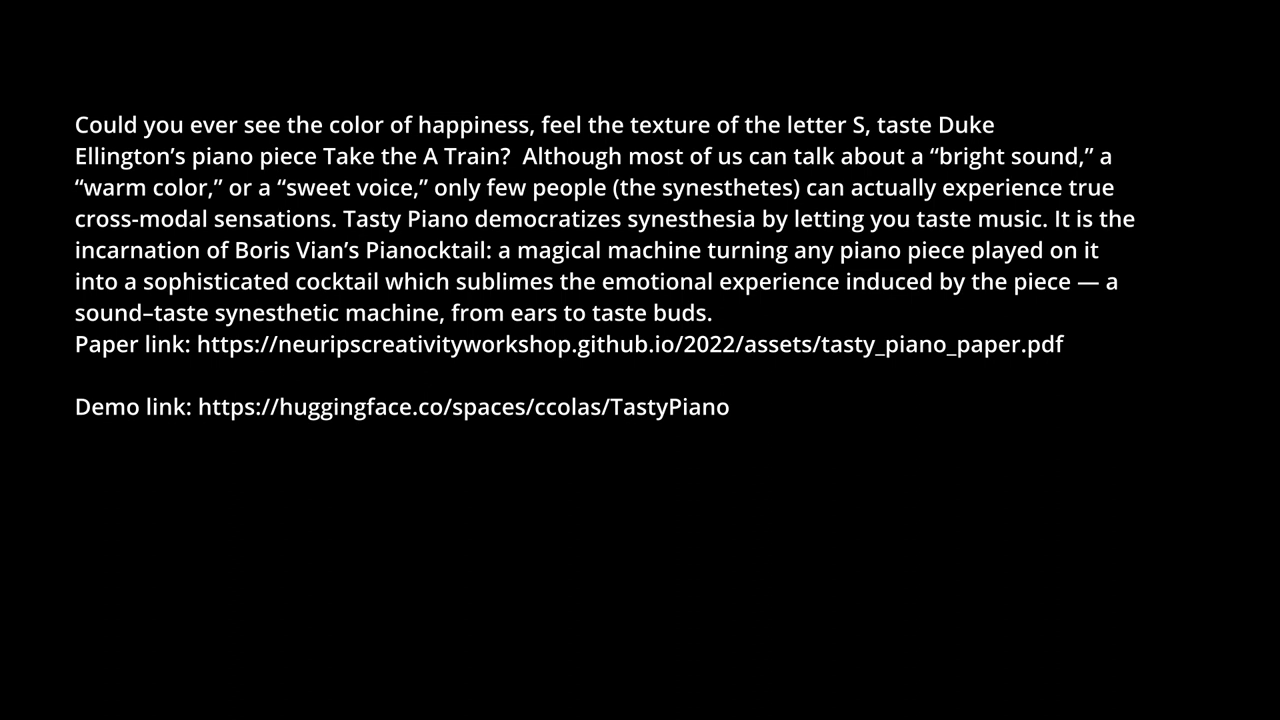 Could you ever see the color of happiness, feel the texture of the letter S, taste Duke
Ellington’s piano piece Take the A Train?  Although most of us can talk about a “bright sound,” a
“warm color,” or a “sweet voice,” only few people (the synesthetes) can actually experience true
cross-modal sensations. Tasty Piano democratizes synesthesia by letting you taste music. It is the
incarnation of Boris Vian’s Pianocktail: a magical machine turning any piano piece played on it
into a sophisticated cocktail which sublimes the emotional experience induced by the piece — a
sound–taste synesthetic machine, from ears to taste buds.
Paper link: https://neuripscreativityworkshop.github.io/2022/assets/tasty_piano_paper.pdf
Demo link: https://huggingface.co/spaces/ccolas/TastyPiano